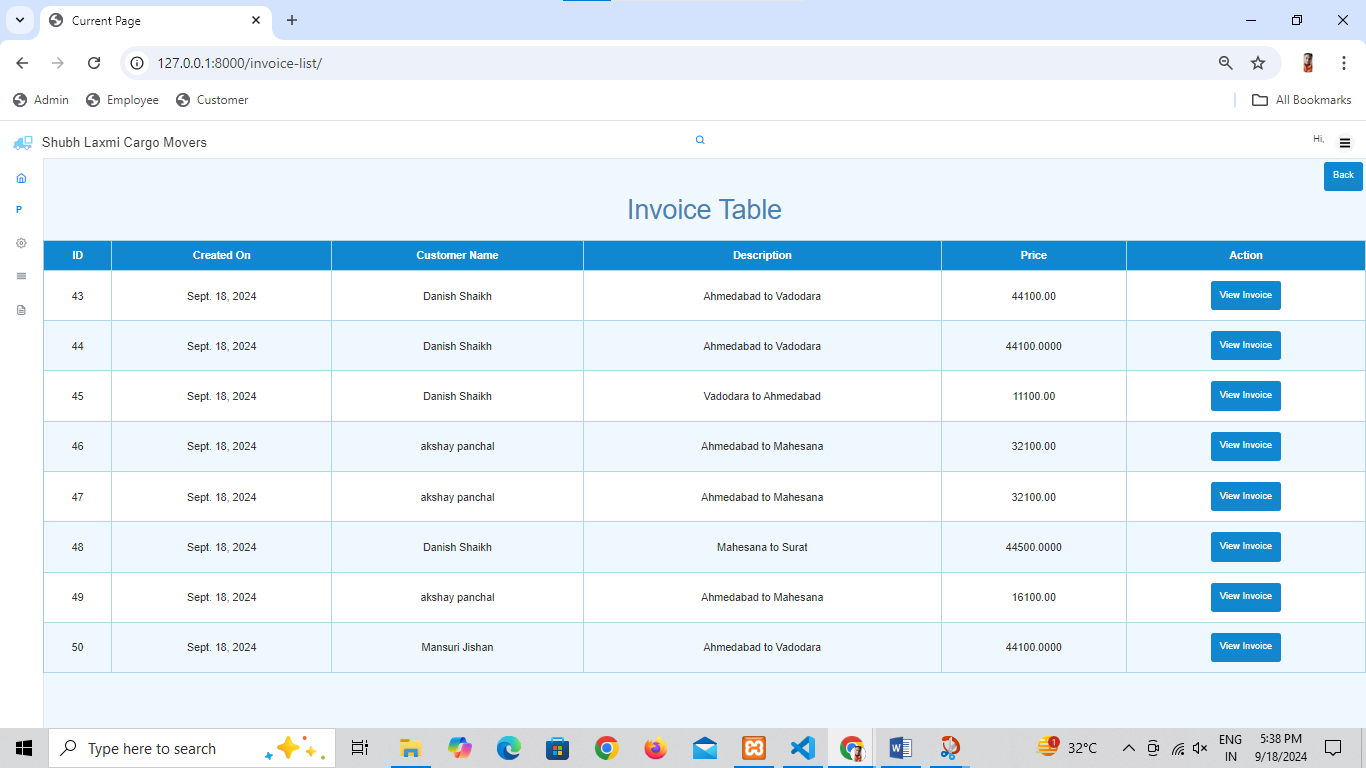 Current Page
127.0.0.1:8000/invoice-list/
Admin Employee Customer All Bookmarks
Shubh Laxmi Cargo Movers Hi,
Back
P
Invoice Table
ID Created On Customer Name Description Price Action
43 Sept. 18, 2024 Danish Shaikh Ahmedabad to Vadodara 44100.00 View Invoice
44 Sept. 18, 2024 Danish Shaikh Ahmedabad to Vadodara 44100.0000 View Invoice
45 Sept. 18, 2024 Danish Shaikh Vadodara to Ahmedabad 11100.00 View Invoice
46 Sept. 18, 2024 akshay panchal Ahmedabad to Mahesana 32100.00 View Invoice
47 Sept. 18, 2024 akshay panchal Ahmedabad to Mahesana 32100.00 View Invoice
48 Sept. 18, 2024 Danish Shaikh Mahesana to Surat 44500.0000 View Invoice
49 Sept. 18, 2024 akshay panchal Ahmedabad to Mahesana 16100.00 View Invoice
50 Sept. 18, 2024 Mansuri Jishan Ahmedabad to Vadodara 44100.0000 View Invoice
Type here to search 1 32°C ENG 5:38 PM
IN 9/18/2024